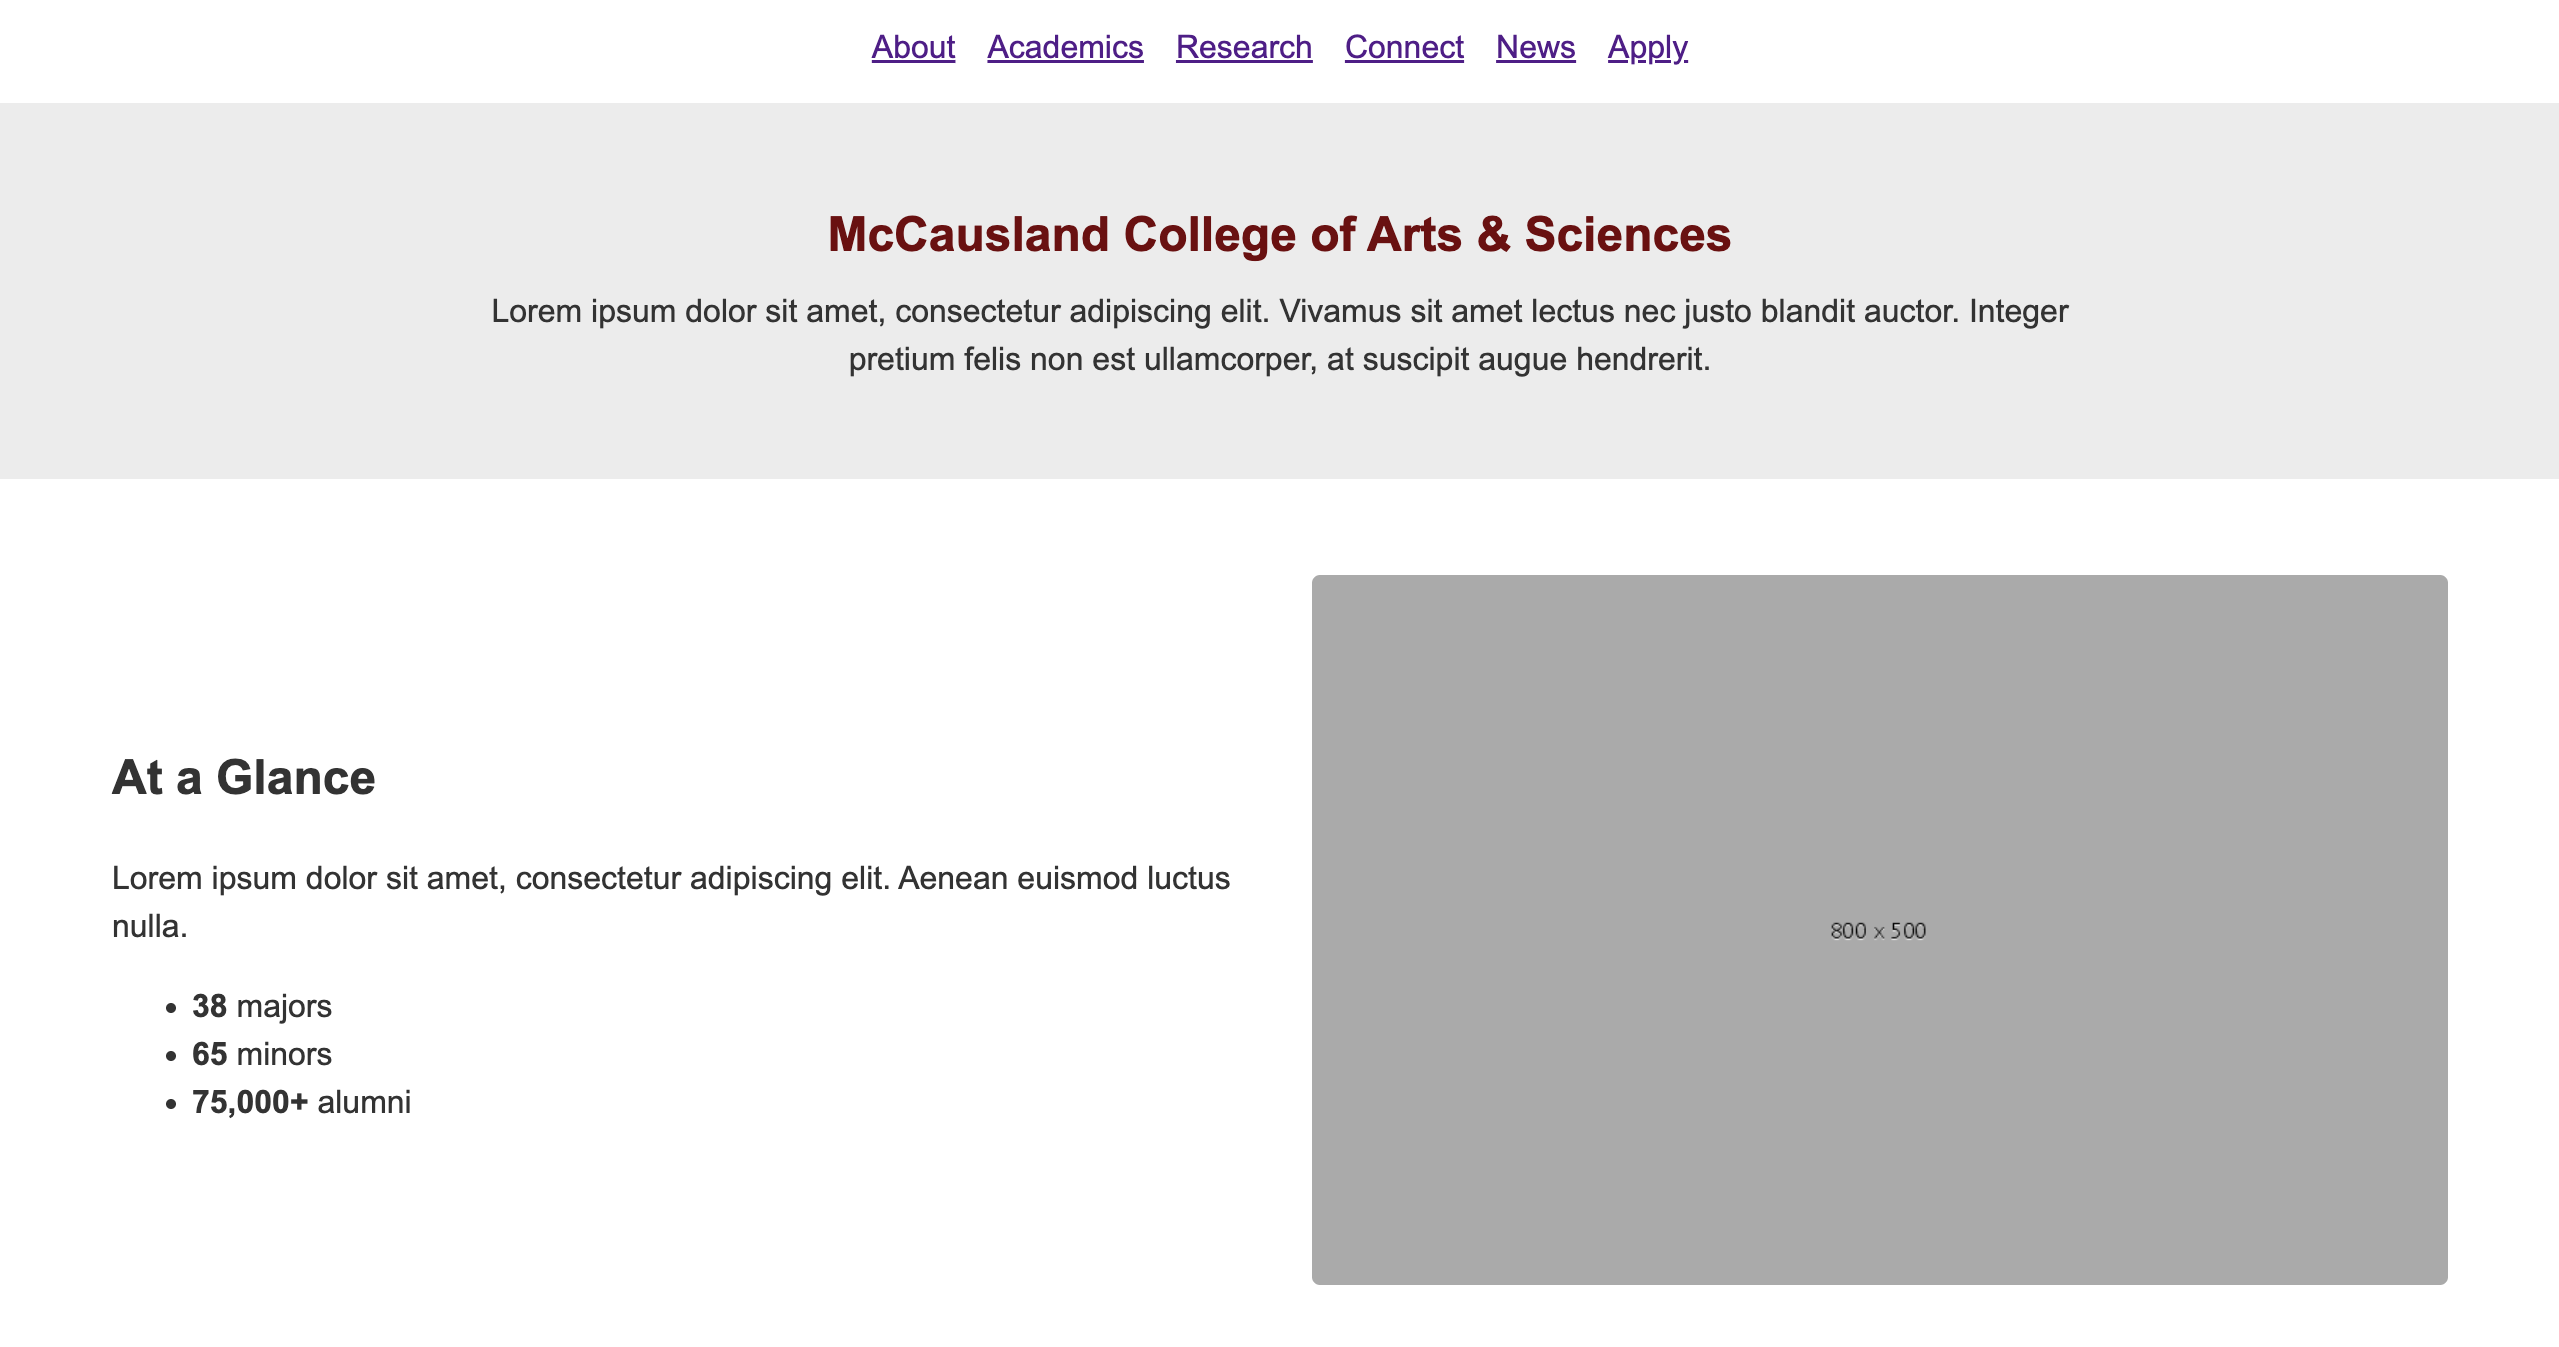 About Academics Research Connect News Apply
McCausland College of Arts & Sciences
Lorem ipsum dolor sit amet, consectetur adipiscing elit. Vivamus sit amet lectus nec justo blandit auctor. Integer
pretium felis non est ullamcorper, at suscipit augue hendrerit.
At a Glance
Lorem ipsum dolor sit amet, consectetur adipiscing elit. Aenean euismod luctus
nulla.
• 38 majors
• 65 minors
• 75,000+ alumni
800 x 500